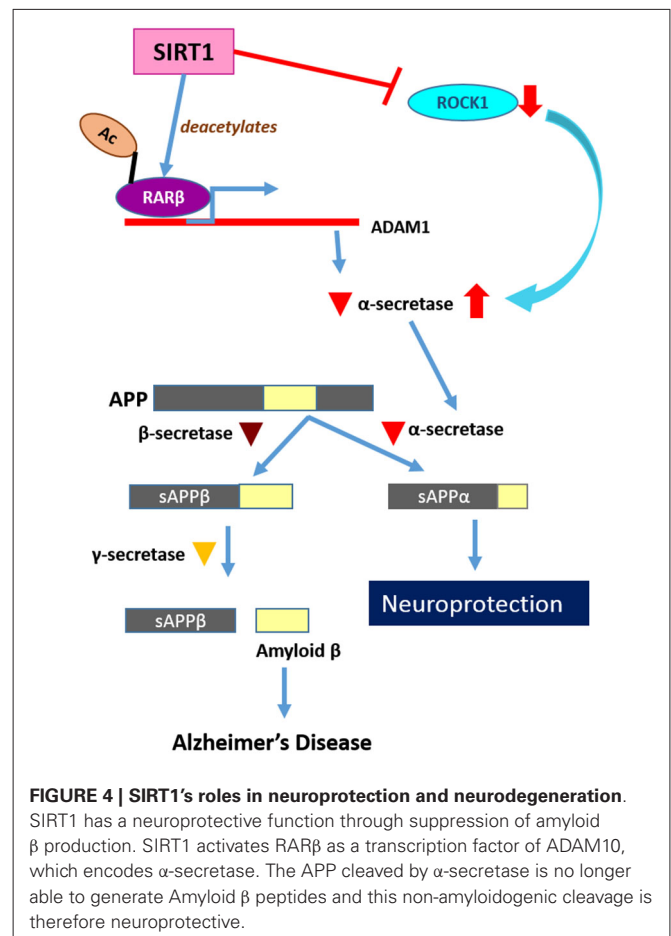 SIRT1
ROCK1
deacetylates
Ac
RARβ
ADAM1
α-secretase
APP
β-secretase
α-secretase
sAPPβ
sAPPα
γ-secretase
Neuroprotection
sAPPβ
Amyloid β
Alzheimer's Disease
FIGURE 4 | SIRT1's roles in neuroprotection and neurodegeneration.
SIRT1 has a neuroprotective function through suppression of amyloid
β production. SIRT1 activates RARβ as a transcription factor of ADAM10,
which encodes α-secretase. The APP cleaved by α-secretase is no longer
able to generate Amyloid β peptides and this non-amyloidogenic cleavage is
therefore neuroprotective.